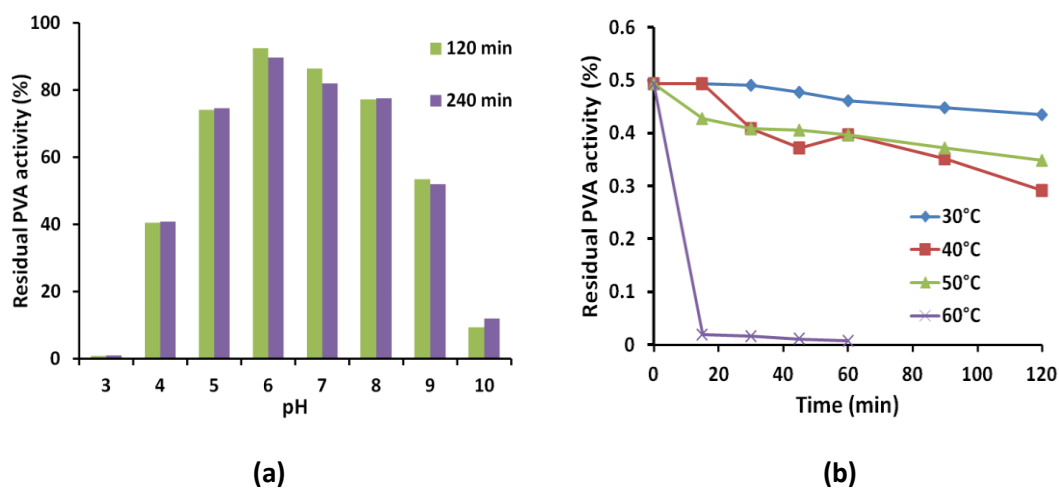 Residual PVA activity (%)
100
80
60
40
20
0
120 min
240 min
3 4 5 6 7 8 9 10
pH
(a)
Residual PVA activity (%)
0.6
0.5
0.4
0.3
0.2
0.1
0
30°C
40°C
50°C
60°C
0 20 40 60 80 100 120
Time (min)
(b)